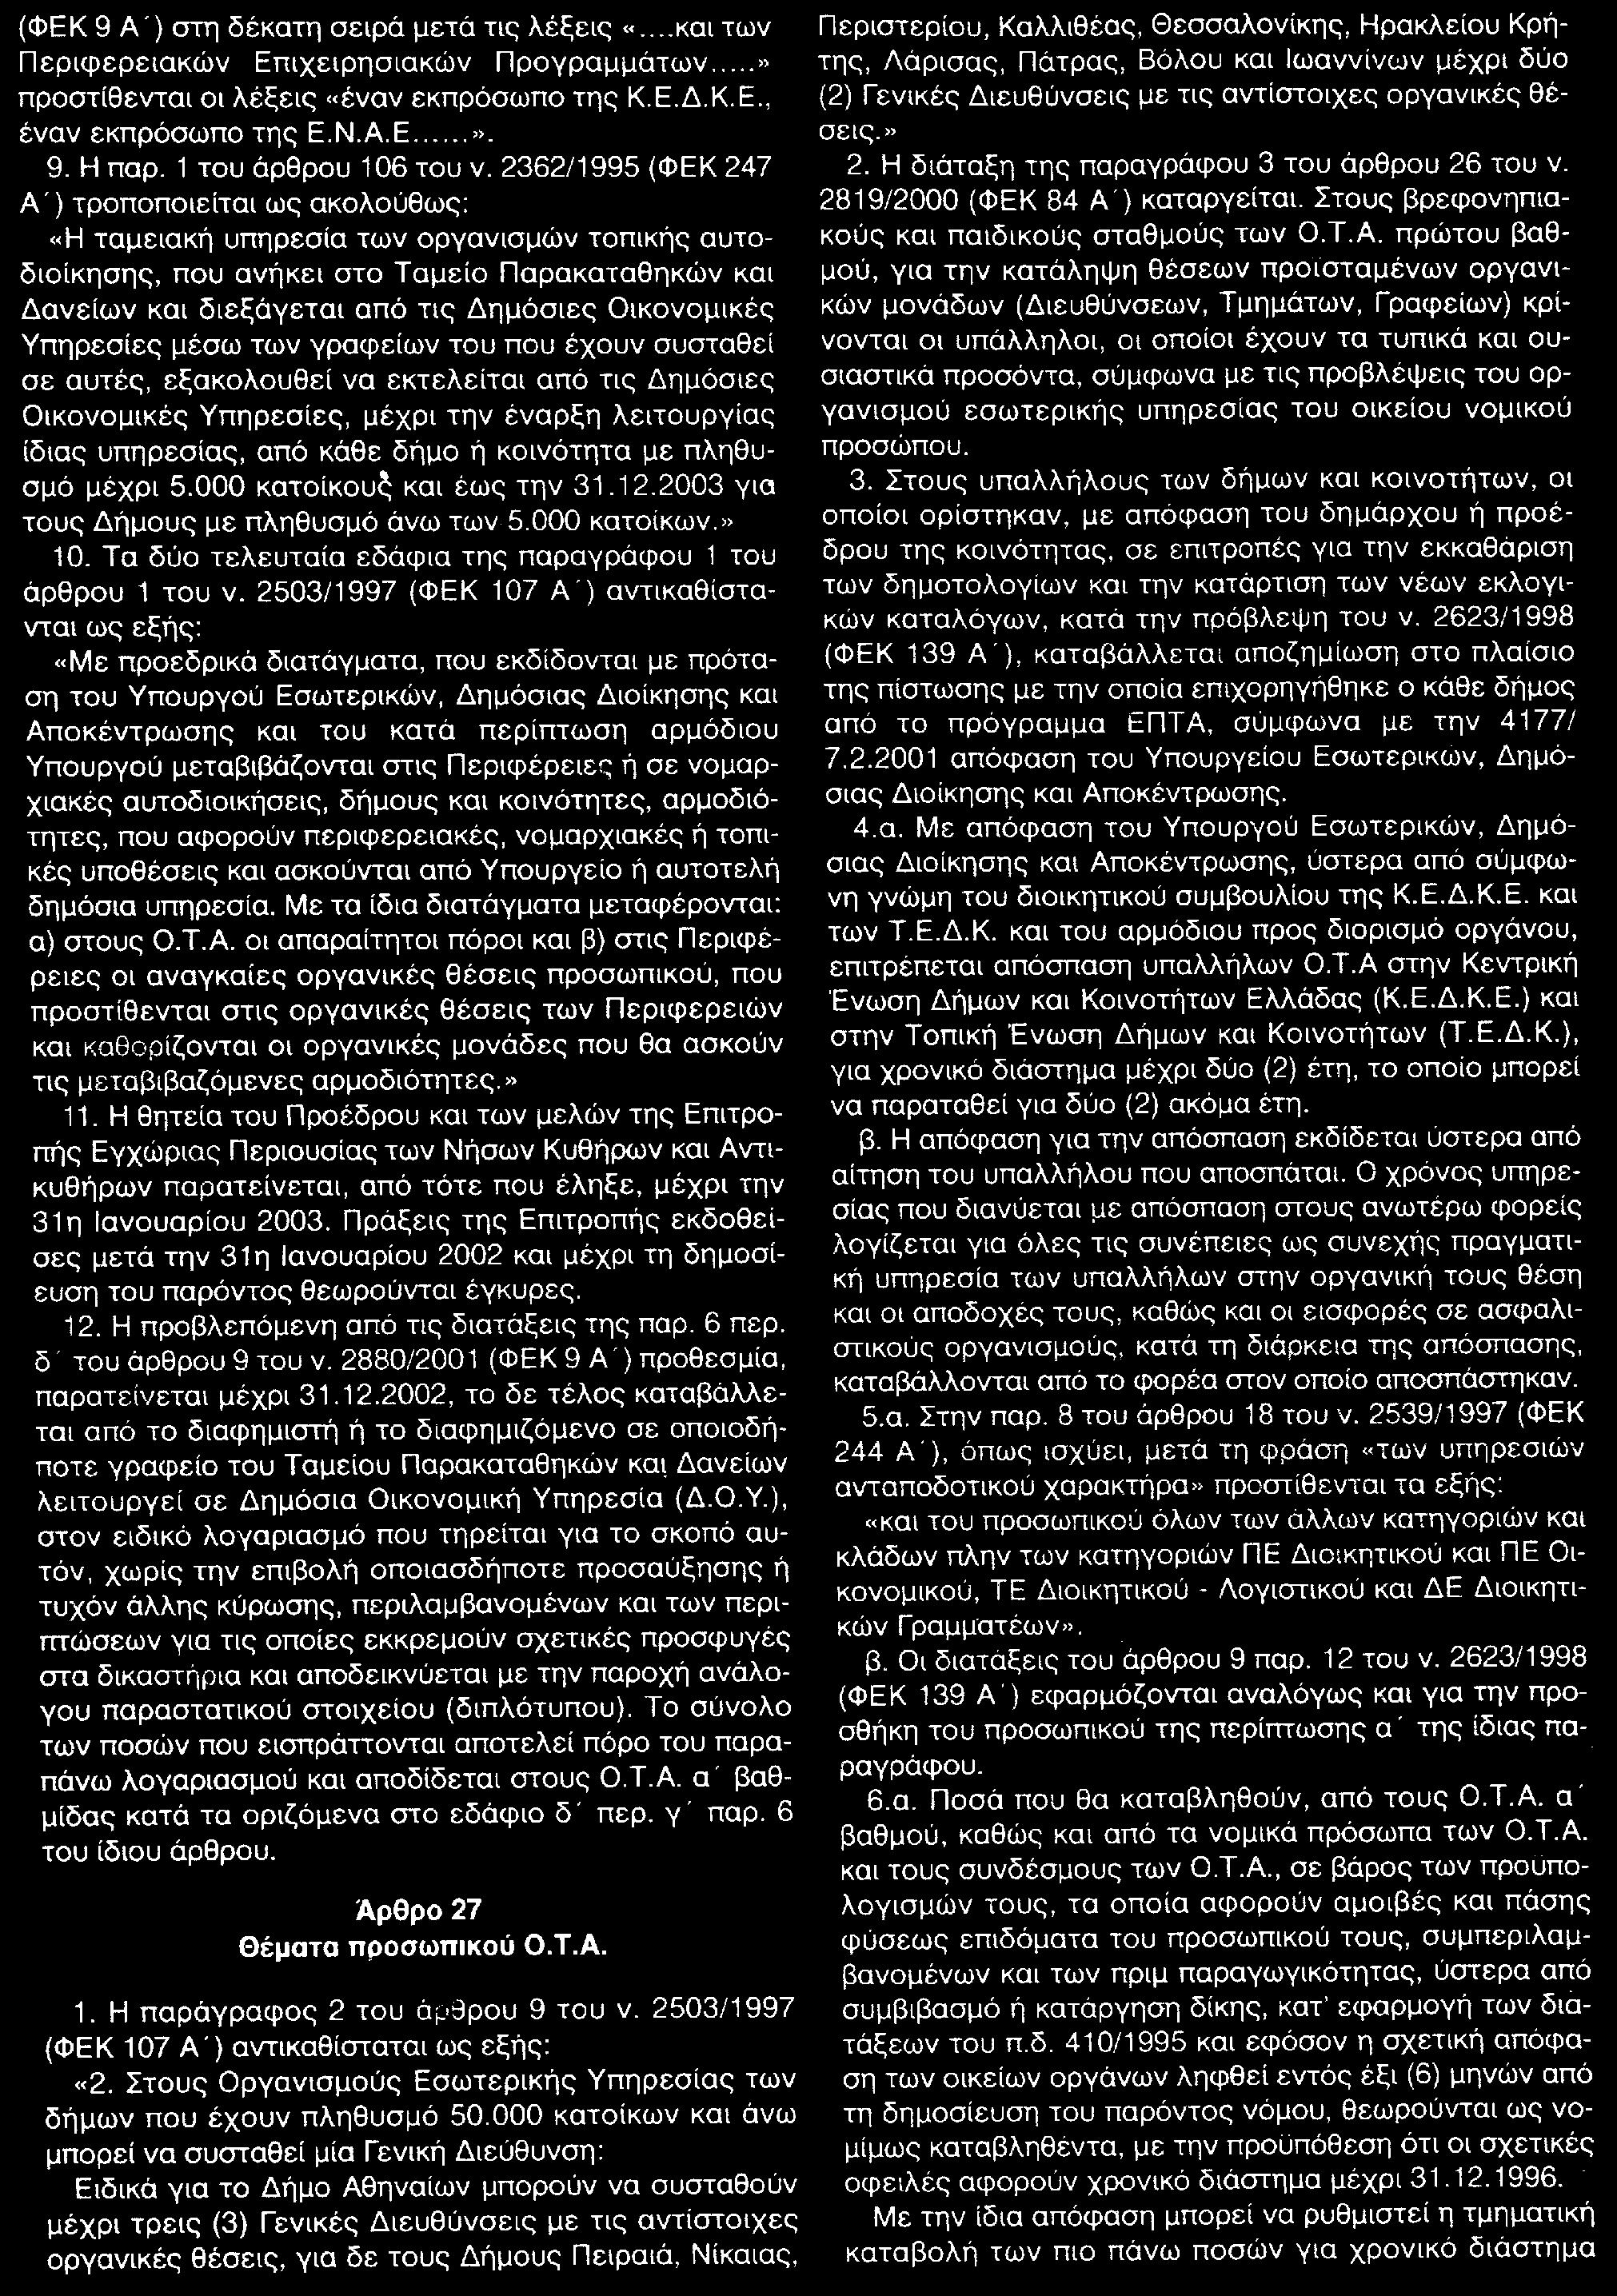 (ΦΕΚ 9 Α΄) στη δέκατη σειρά μετά τις λέξεις «....και των
Περιφερειακών Επιχειρησιακών Προγραμμάτων.....»
προστίθενται οι λέξεις «έναν εκπρόσωπο της Κ.Ε.Δ.Κ.Ε.,
έναν εκπρόσωπο της Ε.Ν.Α.Ε......».
9. Η παρ. 1 του άρθρου 106 του ν. 2362/1995 (ΦΕΚ 247
Α΄) τροποποιείται ως ακολούθως:
«Η ταμειακή υπηρεσία των οργανισμών τοπικής αυτο-
διοίκησης, που ανήκει στο Ταμείο Παρακαταθηκών και
Δανείων και διεξάγεται από τις Δημόσιες Οικονομικές
Υπηρεσίες μέσω των γραφείων του που έχουν συσταθεί
σε αυτές, εξακολουθεί να εκτελείται από τις Δημόσιες
Οικονομικές Υπηρεσίες, μέχρι την έναρξη λειτουργίας
ίδιας υπηρεσίας, από κάθε δήμο ή κοινότητα με πληθυ-
σμό μέχρι 5.000 κατοίκους και έως την 31.12.2003 για
τους Δήμους με πληθυσμό άνω των 5.000 κατοίκων.»
10. Τα δύο τελευταία εδάφια της παραγράφου 1 του
άρθρου 1 του ν. 2503/1997 (ΦΕΚ 107 Α΄) αντικαθίστα-
νται ως εξής:
«Με προεδρικά διατάγματα, που εκδίδονται με πρότα-
ση του Υπουργού Εσωτερικών, Δημόσιας Διοίκησης και
Αποκέντρωσης και του κατά περίπτωση αρμόδιου
Υπουργού μεταβιβάζονται στις Περιφέρειες ή σε νομαρ-
χιακές αυτοδιοικήσεις, δήμους και κοινότητες, αρμοδιό-
τητες, που αφορούν περιφερειακές, νομαρχιακές ή τοπι-
κές υποθέσεις και ασκούνται από Υπουργείο ή αυτοτελή
δημόσια υπηρεσία. Με τα ίδια διατάγματα μεταφέρονται:
α) στους Ο.Τ.Α. οι απαραίτητοι πόροι και β) στις Περιφέ-
ρειες οι αναγκαίες οργανικές θέσεις προσωπικού, που
προστίθενται στις οργανικές θέσεις των Περιφερειών
και καθορίζονται οι οργανικές μονάδες που θα ασκούν
τις μεταβιβαζόμενες αρμοδιότητες.»
11. Η θητεία του Προέδρου και των μελών της Επιτρο-
πής Εγχώριας Περιουσίας των Νήσων Κυθήρων και Αντι-
κυθήρων παρατείνεται, από τότε που έληξε, μέχρι την
31η Ιανουαρίου 2003. Πράξεις της Επιτροπής εκδοθεί-
σες μετά την 31η Ιανουαρίου 2002 και μέχρι τη δημοσί-
ευση του παρόντος θεωρούνται έγκυρες.
12. Η προβλεπόμενη από τις διατάξεις της παρ. 6 περ.
δ΄ του άρθρου 9 του ν. 2880/2001 (ΦΕΚ 9 Α΄) προθεσμία,
παρατείνεται μέχρι 31.12.2002, το δε τέλος καταβάλλε-
ται από το διαφημιστή ή το διαφημιζόμενο σε οποιοδή-
ποτε γραφείο του Ταμείου Παρακαταθηκών και Δανείων
λειτουργεί σε Δημόσια Οικονομική Υπηρεσία (Δ.Ο.Υ.),
στον ειδικό λογαριασμό που τηρείται για το σκοπό αυ-
τόν, χωρίς την επιβολή οποιασδήποτε προσαύξησης ή
τυχόν άλλης κύρωσης, περιλαμβανομένων και των περι-
πτώσεων για τις οποίες εκκρεμούν σχετικές προσφυγές
στα δικαστήρια και αποδεικνύεται με την παροχή ανάλο-
γου παραστατικού στοιχείου (διπλότυπου). Το σύνολο
των ποσών που εισπράττονται αποτελεί πόρο του παρα-
πάνω λογαριασμού και αποδίδεται στους Ο.Τ.Α. α΄ βαθ-
μίδας κατά τα οριζόμενα στο εδάφιο δ΄ περ. γ΄ παρ. 6
του ίδιου άρθρου.
Άρθρο 27
Θέματα προσωπικού Ο.Τ.Α.
1. Η παράγραφος 2 του άρθρου 9 του ν. 2503/1997
(ΦΕΚ 107 Α΄) αντικαθίσταται ως εξής:
«2. Στους Οργανισμούς Εσωτερικής Υπηρεσίας των
δήμων που έχουν πληθυσμό 50.000 κατοίκων και άνω
μπορεί να συσταθεί μία Γενική Διεύθυνση:
Ειδικά για το Δήμο Αθηναίων μπορούν να συσταθούν
μέχρι τρεις (3) Γενικές Διευθύνσεις με τις αντίστοιχες
οργανικές θέσεις, για δε τους Δήμους Πειραιά, Νίκαιας,
Περιστερίου, Καλλιθέας, Θεσσαλονίκης, Ηρακλείου Κρή-
της, Λάρισας, Πάτρας, Βόλου και Ιωαννίνων μέχρι δύο
(2) Γενικές Διευθύνσεις με τις αντίστοιχες οργανικές θέ-
σεις.»
2. Η διάταξη της παραγράφου 3 του άρθρου 26 του ν.
2819/2000 (ΦΕΚ 84 Α΄) καταργείται. Στους βρεφονηπια-
κούς και παιδικούς σταθμούς των Ο.Τ.Α. πρώτου βαθ-
μού, για την κατάληψη θέσεων προϊσταμένων οργανι-
κών μονάδων (Διευθύνσεων, Τμημάτων, Γραφείων) κρί-
νονται οι υπάλληλοι, οι οποίοι έχουν τα τυπικά και ου-
σιαστικά προσόντα, σύμφωνα με τις προβλέψεις του ορ-
γανισμού εσωτερικής υπηρεσίας του οικείου νομικού
προσώπου.
3. Στους υπαλλήλους των δήμων και κοινοτήτων, οι
οποίοι ορίστηκαν, με απόφαση του δημάρχου ή προέ-
δρου της κοινότητας, σε επιτροπές για την εκκαθάριση
των δημοτολογίων και την κατάρτιση των νέων εκλογι-
κών καταλόγων, κατά την πρόβλεψη του ν. 2623/1998
(ΦΕΚ 139 Α΄), καταβάλλεται αποζημίωση στο πλαίσιο
της πίστωσης με την οποία επιχορηγήθηκε ο κάθε δήμος
από το πρόγραμμα ΕΠΤΑ, σύμφωνα με την 4177/
7.2.2001 απόφαση του Υπουργείου Εσωτερικών, Δημό-
σιας Διοίκησης και Αποκέντρωσης.
4.α. Με απόφαση του Υπουργού Εσωτερικών, Δημό-
σιας Διοίκησης και Αποκέντρωσης, ύστερα από σύμφω-
νη γνώμη του διοικητικού συμβουλίου της Κ.Ε.Δ.Κ.Ε. και
των Τ.Ε.Δ.Κ. και του αρμόδιου προς διορισμό οργάνου,
επιτρέπεται απόσπαση υπαλλήλων Ο.Τ.Α στην Κεντρική
Ένωση Δήμων και Κοινοτήτων Ελλάδας (Κ.Ε.Δ.Κ.Ε.) και
στην Τοπική Ένωση Δήμων και Κοινοτήτων (Τ.Ε.Δ.Κ.),
για χρονικό διάστημα μέχρι δύο (2) έτη, το οποίο μπορεί
να παραταθεί για δύο (2) ακόμα έτη.
β. Η απόφαση για την απόσπαση εκδίδεται ύστερα από
αίτηση του υπαλλήλου που αποσπάται. Ο χρόνος υπηρε-
σίας που διανύεται με απόσπαση στους ανωτέρω φορείς
λογίζεται για όλες τις συνέπειες ως συνεχής πραγματι-
κή υπηρεσία των υπαλλήλων στην οργανική τους θέση
και οι αποδοχές τους, καθώς και οι εισφορές σε ασφαλι-
στικούς οργανισμούς, κατά τη διάρκεια της απόσπασης,
καταβάλλονται από το φορέα στον οποίο αποσπάστηκαν.
5.α. Στην παρ. 8 του άρθρου 18 του ν. 2539/1997 (ΦΕΚ
244 Α΄), όπως ισχύει, μετά τη φράση «των υπηρεσιών
ανταποδοτικού χαρακτήρα» προστίθενται τα εξής:
«και του προσωπικού όλων των άλλων κατηγοριών και
κλάδων πλην των κατηγοριών ΠΕ Διοικητικού και ΠΕ Οι-
κονομικού, ΤΕ Διοικητικού - Λογιστικού και ΔΕ Διοικητι-
κών Γραμματέων».
β. Οι διατάξεις του άρθρου 9 παρ. 12 του ν. 2623/1998
(ΦΕΚ 139 Α΄) εφαρμόζονται αναλόγως και για την προ-
σθήκη του προσωπικού της περίπτωσης α΄ της ίδιας πα-
ραγράφου.
6.α. Ποσά που θα καταβληθούν, από τους Ο.Τ.Α. α΄
βαθμού, καθώς και από τα νομικά πρόσωπα των Ο.Τ.Α.
και τους συνδέσμους των Ο.Τ.Α., σε βάρος των προϋπο-
λογισμών τους, τα οποία αφορούν αμοιβές και πάσης
φύσεως επιδόματα του προσωπικού τους, συμπεριλαμ-
βανομένων και των πριμ παραγωγικότητας, ύστερα από
συμβιβασμό ή κατάργηση δίκης, κατ' εφαρμογή των δια-
τάξεων του π.δ. 410/1995 και εφόσον η σχετική απόφα-
ση των οικείων οργάνων ληφθεί εντός έξι (6) μηνών από
τη δημοσίευση του παρόντος νόμου, θεωρούνται ως νο-
μίμως καταβληθέντα, με την προϋπόθεση ότι οι σχετικές
οφειλές αφορούν χρονικό διάστημα μέχρι 31.12.1996.
Με την ίδια απόφαση μπορεί να ρυθμιστεί η τμηματική
καταβολή των πιο πάνω ποσών για χρονικό διάστημα